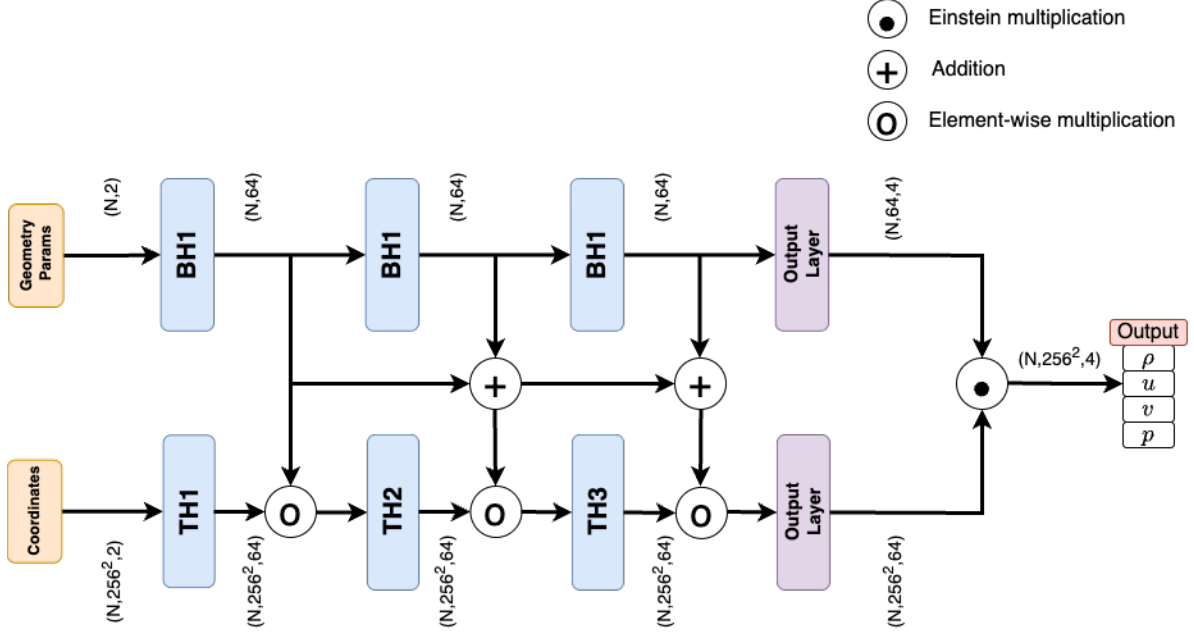 Einstein multiplication
+
Addition
O
Element-wise multiplication
(N,2)
(N,64)
(N,64)
(N,64)
(N,64,4)
Geometry
Params
BH1
BH1
BH1
Output
Layer
Output
(N,256²,4)
ρ
u
v
p
+
+
Coordinates
TH1
O
TH2
O
TH3
O
Output
Layer
(N,256²,2)
(N,256²,64)
(N,256²,64)
(N,256²,64)
(N,256²,64)